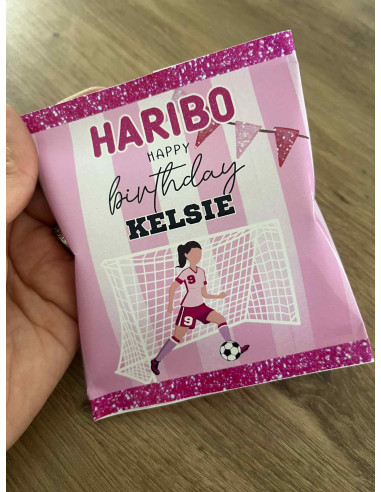 HARIBO
HAPPY
birthday
KELSIE
9
9